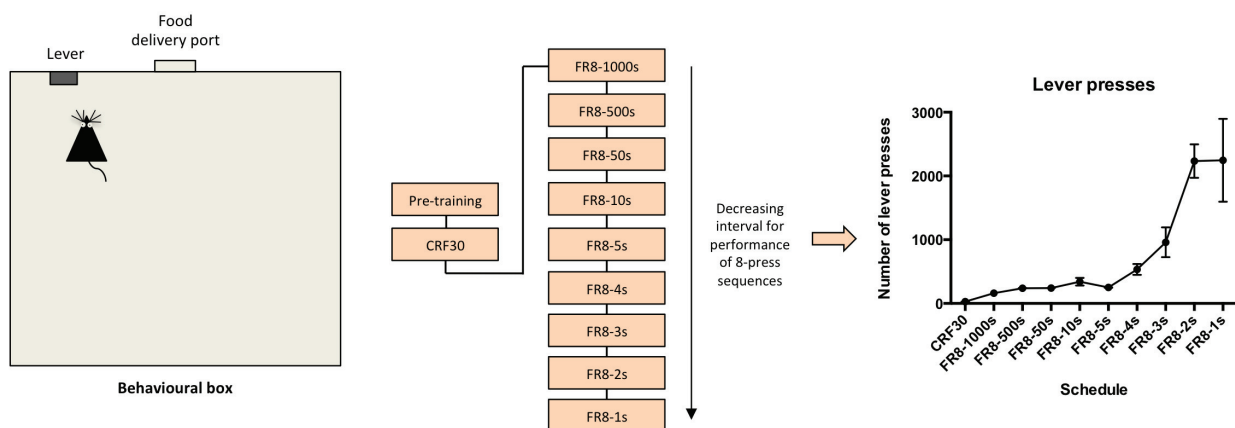 Food
delivery port
Lever
Behavioural box
Pre-training
CRF30
FR8-1000s
FR8-500s
FR8-50s
FR8-10s
FR8-5s
FR8-4s
FR8-3s
FR8-2s
FR8-1s
Decreasing
interval for
performance
of 8-press
sequences
Lever presses
Number of lever presses
3000
2000
1000
0
CRF30
FR8-1000s
FR8-500s
FR8-50s
FR8-10s
FR8-5s
FR8-4s
FR8-3s
FR8-2s
FR8-1s
Schedule